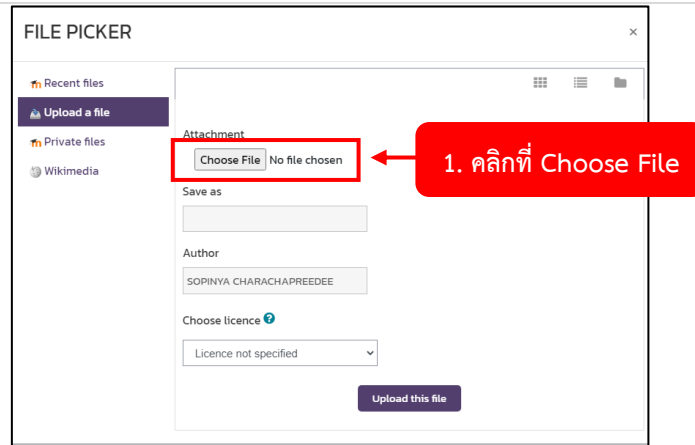 FILE PICKER
×
Recent files
Upload a file
Private files
Wikimedia
Attachment
Choose File No file chosen
1. คลิกที่ Choose File
Save as
Author
SOPINYA CHARACHAPREEDEE
Choose licence ?
Licence not specified
Upload this file